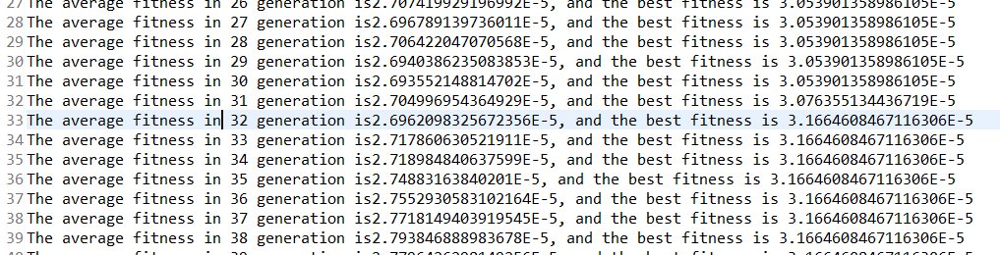 27 The average fitness in 26 generation is2.707419929196992E-5, and the best fitness is 3.053901358986105E-5
28 The average fitness in 27 generation is2.696789139736011E-5, and the best fitness is 3.053901358986105E-5
29 The average fitness in 28 generation is2.706422047070568E-5, and the best fitness is 3.053901358986105E-5
30 The average fitness in 29 generation is2.6940386235083853E-5, and the best fitness is 3.053901358986105E-5
31 The average fitness in 30 generation is2.693552148814702E-5, and the best fitness is 3.053901358986105E-5
32 The average fitness in 31 generation is2.704996954364929E-5, and the best fitness is 3.076355134436719E-5
33 The average fitness in 32 generation is2.6962098325672356E-5, and the best fitness is 3.1664608467116306E-5
34 The average fitness in 33 generation is2.717860630521911E-5, and the best fitness is 3.1664608467116306E-5
35 The average fitness in 34 generation is2.718984840637599E-5, and the best fitness is 3.1664608467116306E-5
36 The average fitness in 35 generation is2.74883163840201E-5, and the best fitness is 3.1664608467116306E-5
37 The average fitness in 36 generation is2.7552930583102164E-5, and the best fitness is 3.1664608467116306E-5
38 The average fitness in 37 generation is2.7718149403919545E-5, and the best fitness is 3.1664608467116306E-5
39 The average fitness in 38 generation is2.793846888983678E-5, and the best fitness is 3.1664608467116306E-5